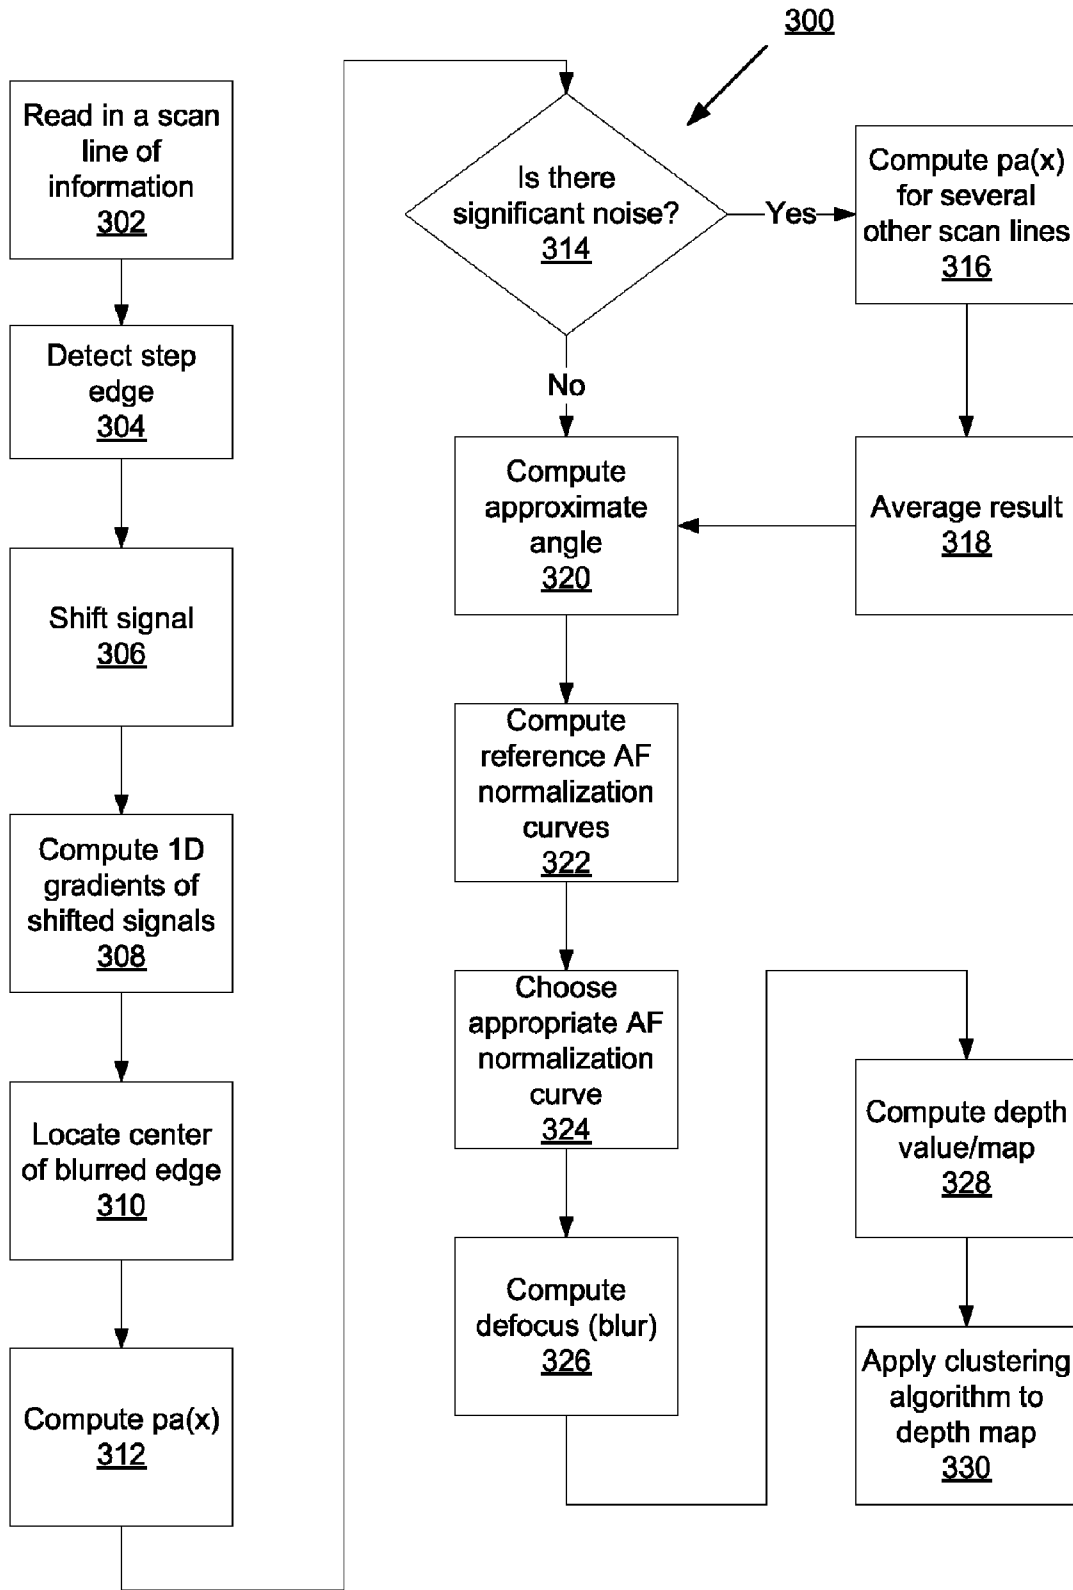 300
Read in a scan
line of
information
302
Detect step
edge
304
Shift signal
306
Compute 1D
gradients of
shifted signals
308
Locate center
of blurred edge
310
Compute pa(x)
312
Is there
significant noise?
314
Yes
No
Compute pa(x)
for several
other scan lines
316
Average result
318
Compute
approximate
angle
320
Compute
reference AF
normalization
curves
322
Choose
appropriate AF
normalization
curve
324
Compute
defocus (blur)
326
Compute depth
value/map
328
Apply clustering
algorithm to
depth map
330